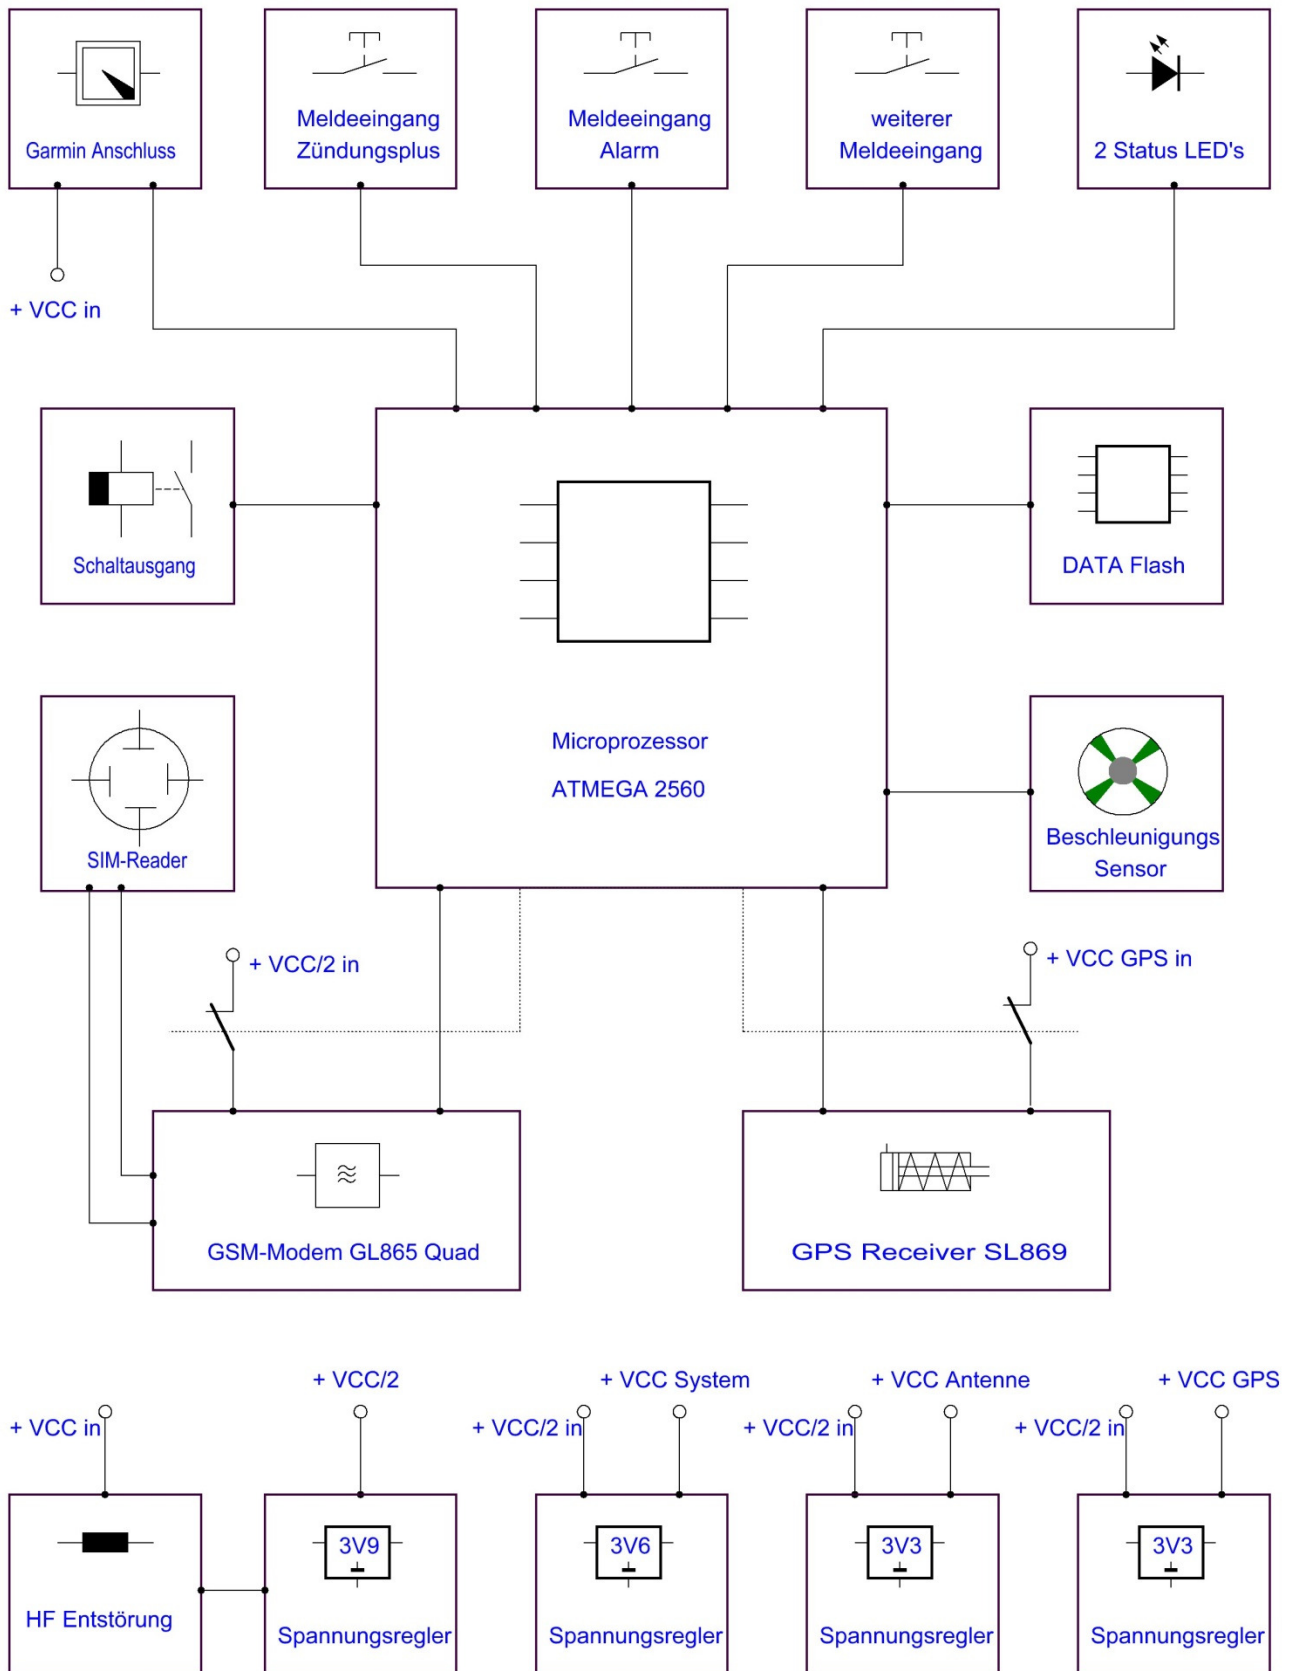 Garmin Anschluss
Meldeeingang
Zündungsplus
Meldeeingang
Alarm
weiterer
Meldeeingang
2 Status LED's
+ VCC in
Schaltausgang
DATA Flash
Microprozessor
ATMEGA 2560
SIM-Reader
Beschleunigungs
Sensor
+ VCC/2 in
+ VCC GPS in
GSM-Modem GL865 Quad
GPS Receiver SL869
+ VCC in
+ VCC/2
+ VCC/2 in
+ VCC System
+ VCC/2 in
+ VCC Antenne
+ VCC/2 in
+ VCC GPS
HF Entstörung
3V9
Spannungsregler
3V6
Spannungsregler
3V3
Spannungsregler
3V3
Spannungsregler